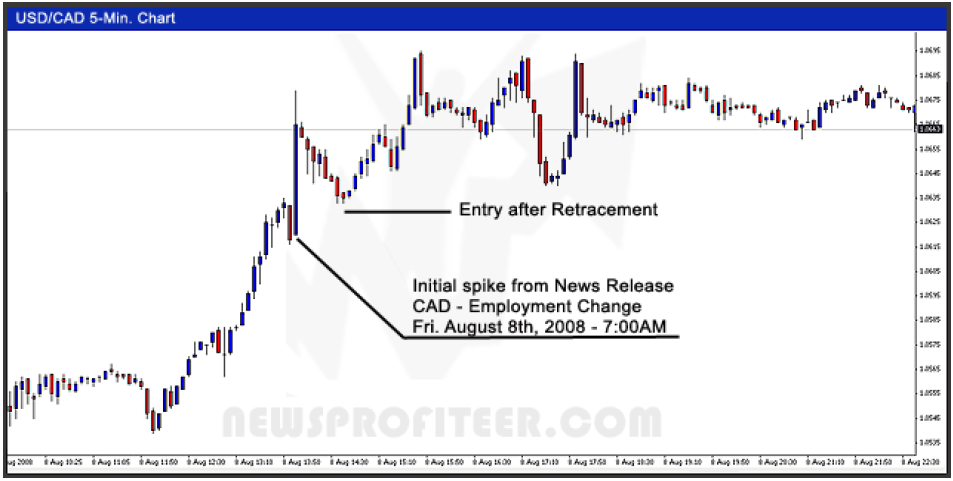 USD/CAD 5-Min. Chart
1.0695
1.0685
1.0675
1.0663
1.0655
1.0645
1.0635
Entry after Retracement
1.0625
1.0615
1.0605
Initial spike from News Release
1.0595
CAD - Employment Change
Fri. August 8th, 2008 - 7:00AM
1.0585
1.0575
1.0565
1.0555
NEWSPROFITEER.COM
1.0545
1.0535
ug 2008 8 Aug 10:25 8 Aug 11:05 8 Aug 11:50 8 Aug 12:30 8 Aug 13:10 8 Aug 13:50 8 Aug 14:30 8 Aug 15:10 8 Aug 15:50 8 Aug 16:30 8 Aug 17:10 8 Aug 17:50 8 Aug 18:30 8 Aug 19:10 8 Aug 19:50 8 Aug 20:30 8 Aug 21:10 8 Aug 21:50 8 Aug 22:30